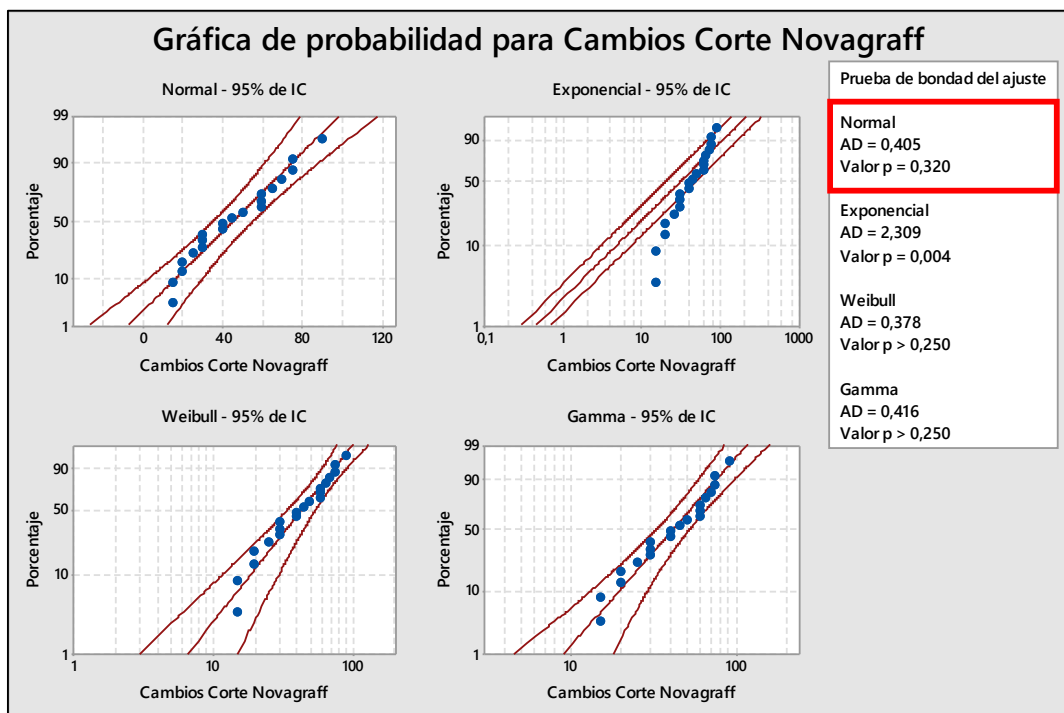 Gráfica de probabilidad para Cambios Corte Novagraff
Normal - 95% de IC
Porcentaje
99
90
50
10
1
0
40
80
120
Cambios Corte Novagraff
Exponencial - 95% de IC
Porcentaje
90
50
10
1
0,1
1
10
100
1000
Cambios Corte Novagraff
Weibull - 95% de IC
Porcentaje
90
50
10
1
1
10
100
Cambios Corte Novagraff
Gamma - 95% de IC
Porcentaje
99
90
50
10
1
10
100
Cambios Corte Novagraff
Prueba de bondad del ajuste
Normal
AD = 0,405
Valor p = 0,320
Exponencial
AD = 2,309
Valor p = 0,004
Weibull
AD = 0,378
Valor p > 0,250
Gamma
AD = 0,416
Valor p > 0,250